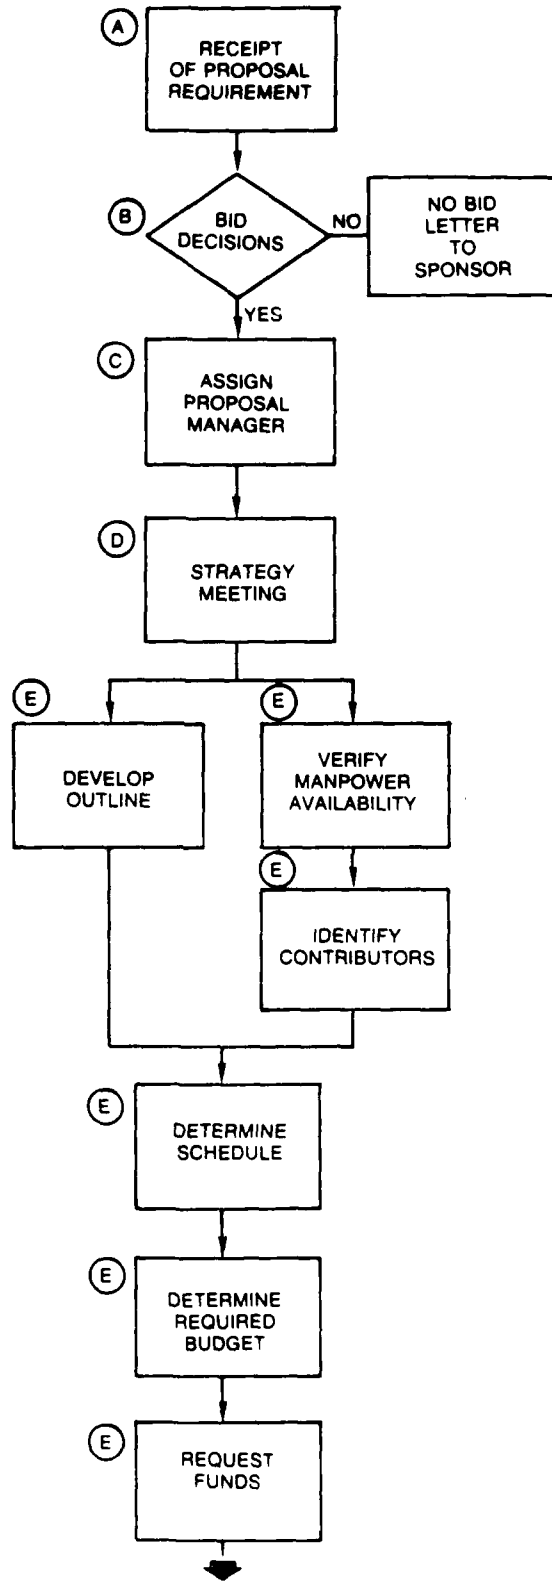 A
RECEIPT
OF PROPOSAL
REQUIREMENT
B
BID
DECISIONS
NO
NO BID
LETTER
TO
SPONSOR
YES
C
ASSIGN
PROPOSAL
MANAGER
D
STRATEGY
MEETING
E
DEVELOP
OUTLINE
E
VERIFY
MANPOWER
AVAILABILITY
E
IDENTIFY
CONTRIBUTORS
E
DETERMINE
SCHEDULE
E
DETERMINE
REQUIRED
BUDGET
E
REQUEST
FUNDS